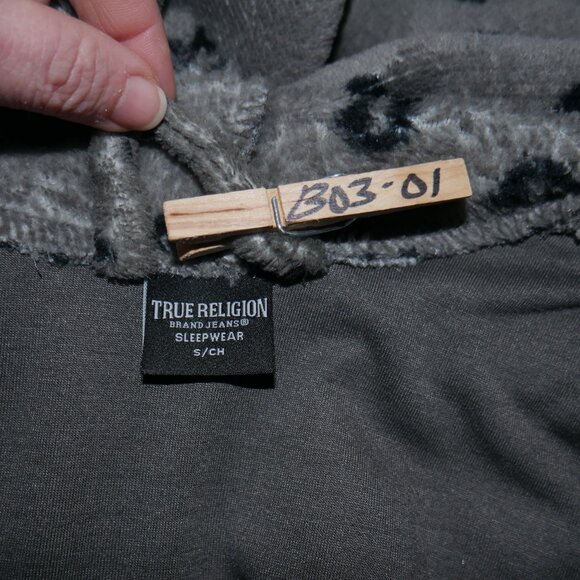 B03-01
TRUE RELIGION
BRAND JEANS®
SLEEPWEAR
S/CH